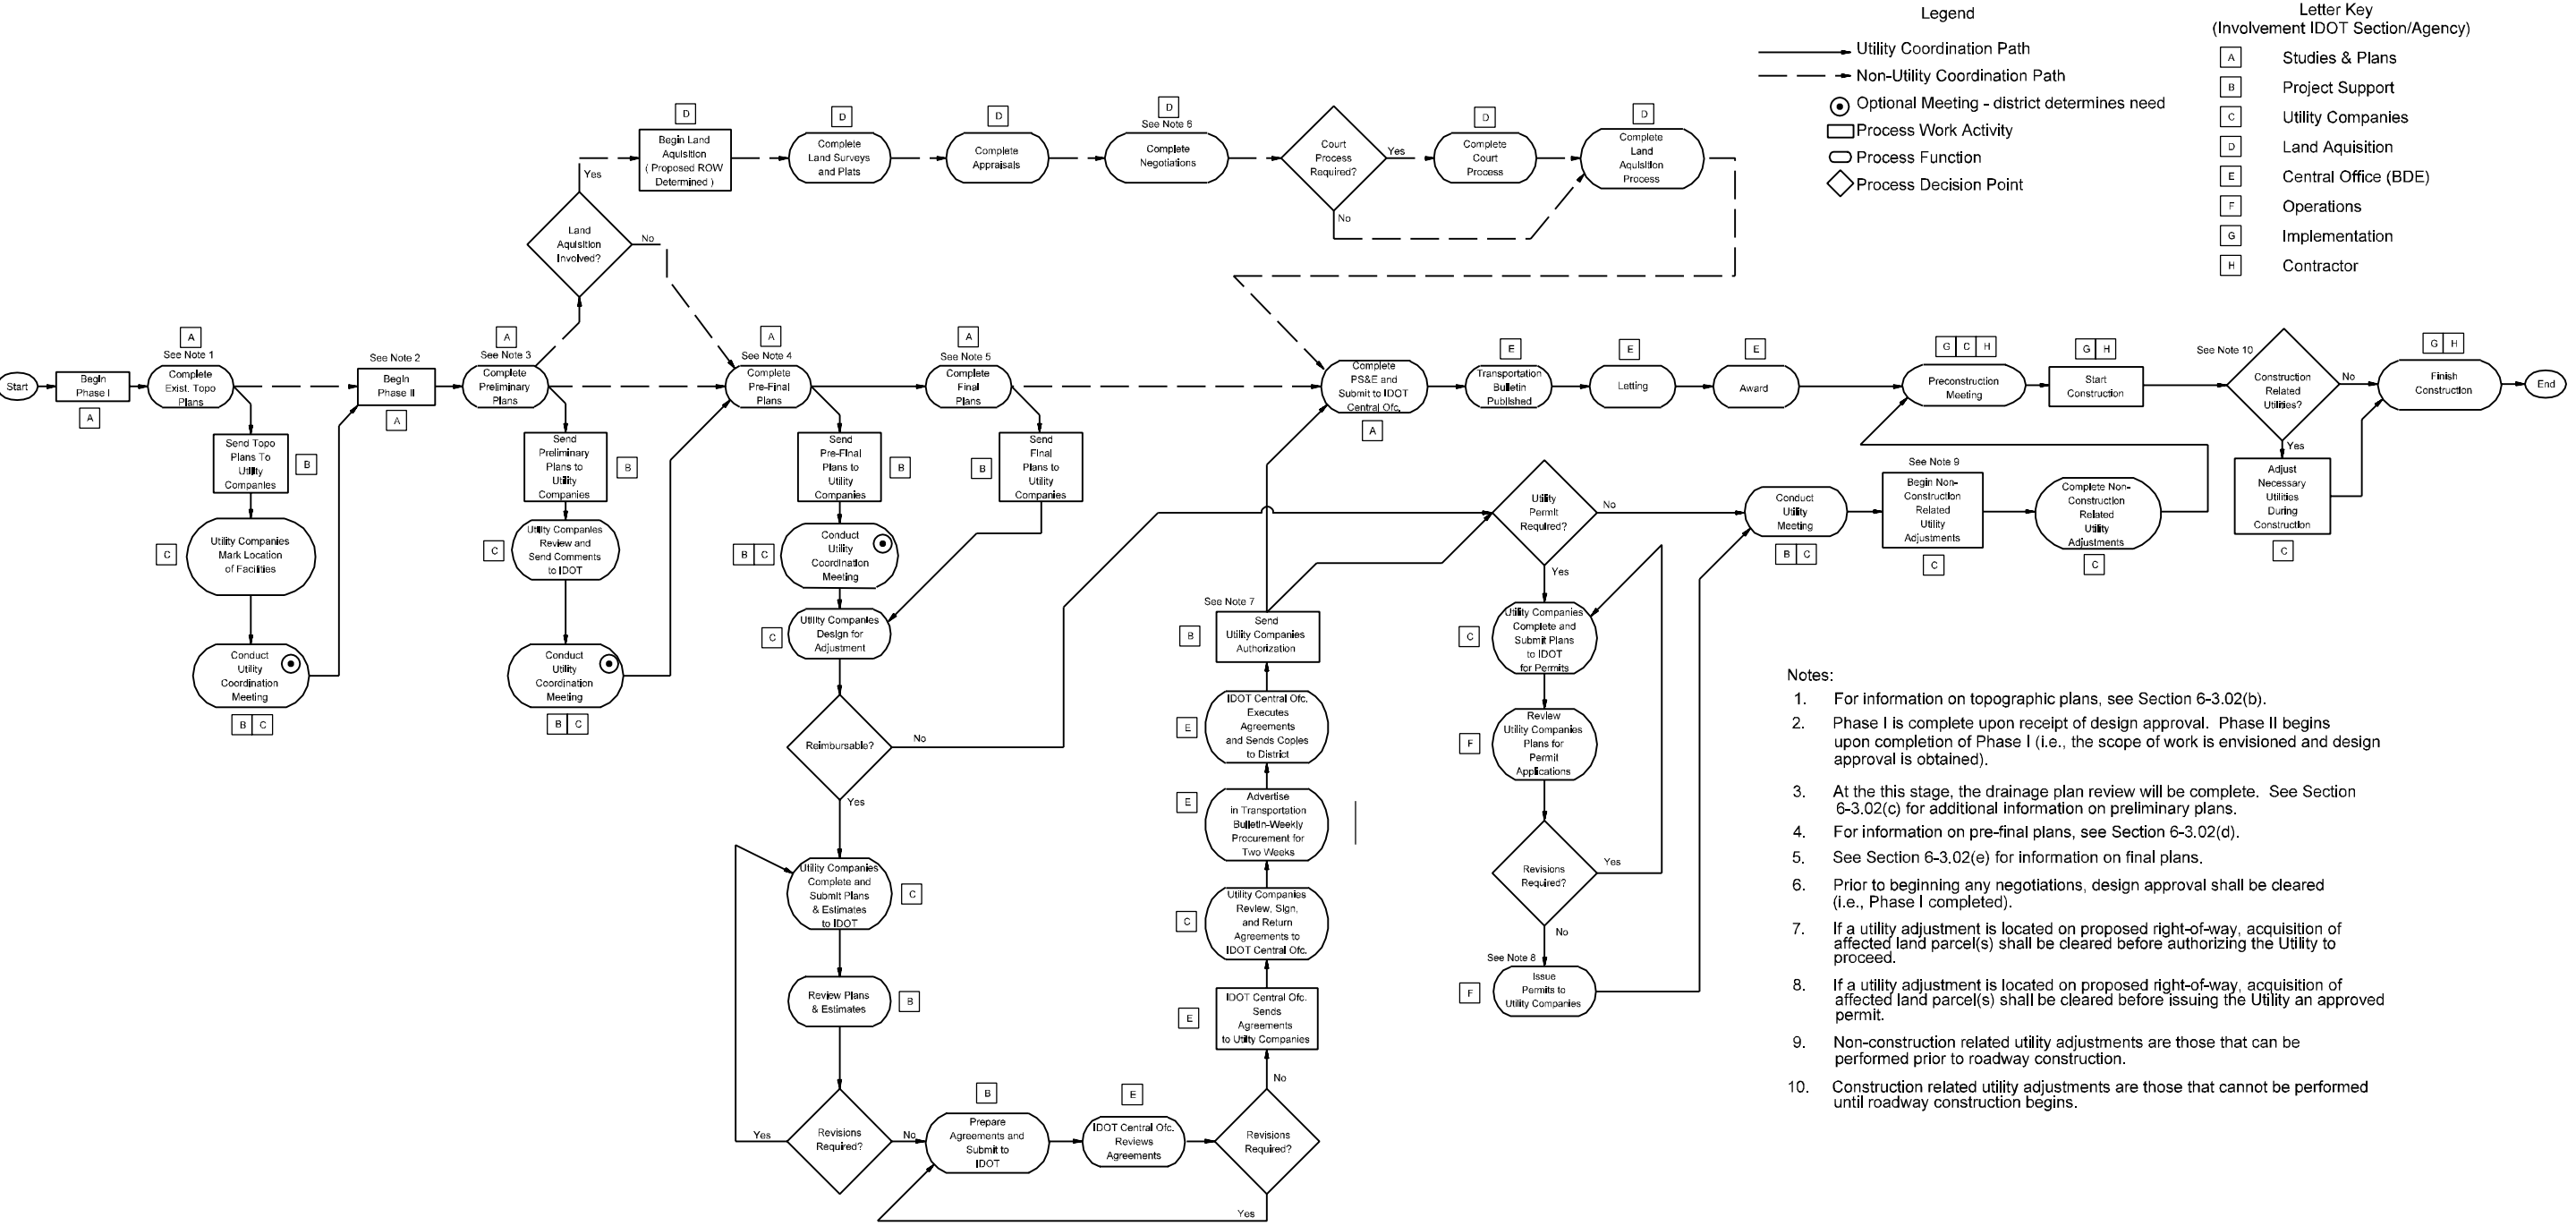 Legend
Utility Coordination Path
Non-Utility Coordination Path
Optional Meeting - district determines need
Process Work Activity
Process Function
Process Decision Point
Letter Key
(Involvement IDOT Section/Agency)
A Studies & Plans
B Project Support
C Utility Companies
D Land Aquisition
E Central Office (BDE)
F Operations
G Implementation
H Contractor
D
Begin Land
Aquisition
( Proposed ROW
Determined )
D
Complete
Land Surveys
and Plats
D
Complete
Appraisals
D
See Note 6
Complete
Negotiations
Court
Process
Required?
Yes
No
D
Complete
Court
Process
D
Complete
Land
Aquisition
Process
Yes
Land
Aquisition
Involved?
No
Start
Begin
Phase I
A
A
See Note 1
Complete
Exist. Topo
Plans
See Note 2
Begin
Phase II
A
A
See Note 3
Complete
Preliminary
Plans
A
See Note 4
Complete
Pre-Final
Plans
A
See Note 5
Complete
Final
Plans
Complete
PS&E and
Submit to IDOT
Central Ofc.
A
E
Transportation
Bulletin
Published
E
Letting
E
Award
G C H
Preconstruction
Meeting
G H
Start
Construction
See Note 10
Construction
Related
Utilities?
No
Yes
G H
Finish
Construction
End
Send Topo
Plans To
Utility
Companies
B
Utility Companies
Mark Location
of Facilities
C
Conduct
Utility
Coordination
Meeting
B C
Send
Preliminary
Plans to
Utility
Companies
B
Utility Companies
Review and
Send Comments
to IDOT
C
Conduct
Utility
Coordination
Meeting
B C
Send
Pre-Final
Plans to
Utility
Companies
B
Send
Final
Plans to
Utility Companies
B
Conduct
Utility
Coordination
Meeting
B C
Utility Companies
Design for
Adjustment
C
Reimbursable?
No
Yes
Utility Companies
Complete and
Submit Plans
& Estimates
to IDOT
C
Review Plans
& Estimates
B
Revisions
Required?
Yes
No
B
Prepare
Agreements and
Submit to
IDOT
E
IDOT Central Ofc.
Reviews
Agreements
Revisions
Required?
No
Yes
IDOT Central Ofc.
Sends
Agreements
to Utilty Companies
E
Utility Companies
Review, Sign,
and Return
Agreements to
IDOT Central Ofc.
C
Advertise
in Transportation
Bulletin-Weekly
Procurement for
Two Weeks
E
IDOT Central Ofc.
Executes
Agreements
and Sends Copies
to District
E
See Note 7
Send
Utility Companies
Authorization
B
Utility
Permit
Required?
No
Yes
Utility Companies
Complete and
Submit Plans
to IDOT
for Permits
C
Review
Utility Companies
Plans for
Permit
Applications
F
Revisions
Required?
Yes
No
See Note 8
Issue
Permits to
Utility Companies
F
Conduct
Utility
Meeting
B C
See Note 9
Begin Non-
Construction
Related
Utility
Adjustments
C
Complete Non-
Construction
Related
Utility
Adjustments
C
Adjust
Necessary
Utilities
During
Construction
C
Notes:
1. For information on topographic plans, see Section 6-3.02(b).
2. Phase I is complete upon receipt of design approval. Phase II begins
upon completion of Phase I (i.e., the scope of work is envisioned and design
approval is obtained).
3. At the this stage, the drainage plan review will be complete. See Section
6-3.02(c) for additional information on preliminary plans.
4. For information on pre-final plans, see Section 6-3.02(d).
5. See Section 6-3.02(e) for information on final plans.
6. Prior to beginning any negotiations, design approval shall be cleared
(i.e., Phase I completed).
7. If a utility adjustment is located on proposed right-of-way, acquisition of
affected land parcel(s) shall be cleared before authorizing the Utility to
proceed.
8. If a utility adjustment is located on proposed right-of-way, acquisition of
affected land parcel(s) shall be cleared before issuing the Utility an approved
permit.
9. Non-construction related utility adjustments are those that can be
performed prior to roadway construction.
10. Construction related utility adjustments are those that cannot be performed
until roadway construction begins.